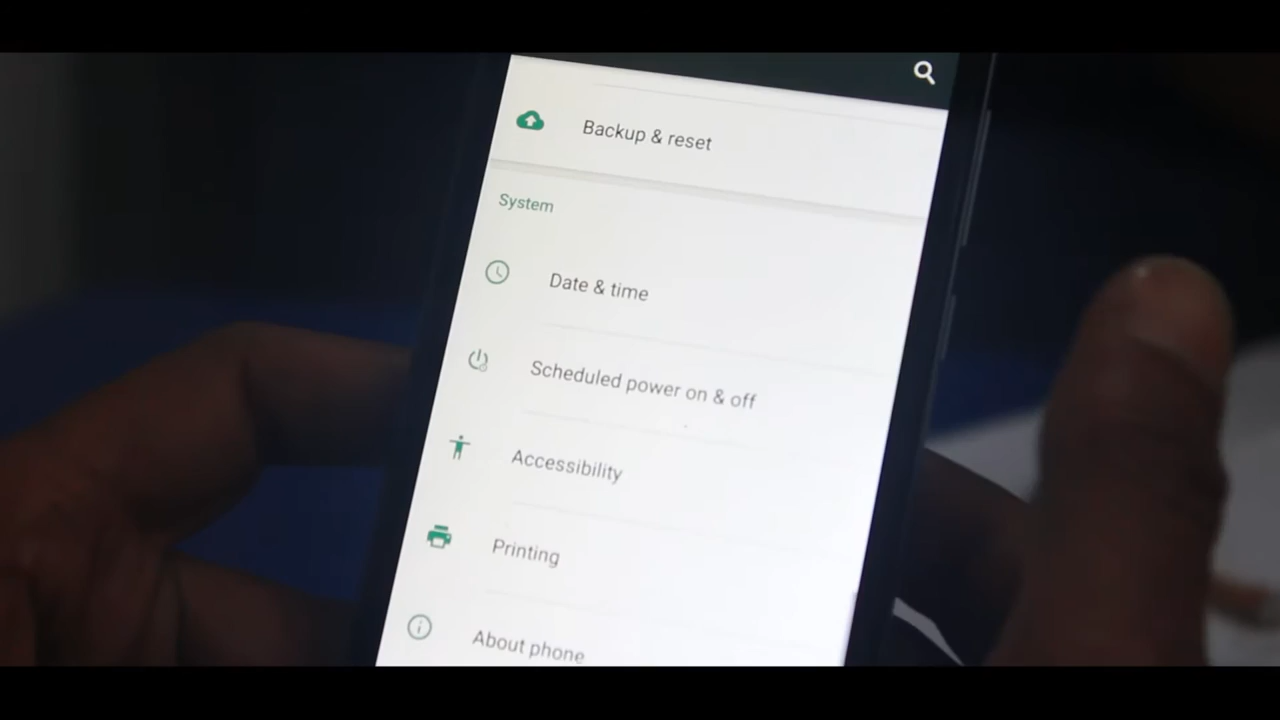 Backup & reset
System
Date & time
Scheduled power on & off
Accessibility
Printing
About phone